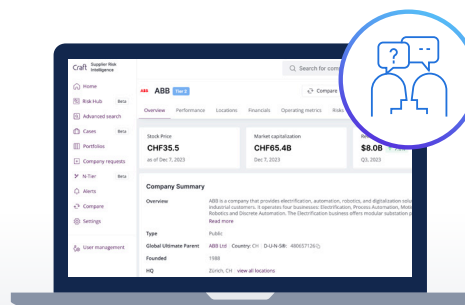 Craft Supplier Risk Intelligence
Search for com
Home
Risk Hub Beta
Advanced search
Cases Beta
Portfolios
Company requests
N-Tier Beta
Alerts
Compare
Settings
User management
ABB ABB Tier 2
Compare
Overview Performance Locations Financials Operating metrics Risks
Stock Price
CHF35.5
as of Dec 7, 2023
Market capitalization
CHF65.4B
Dec 7, 2023
$8.0B
Q3, 2023
Company Summary
Overview ABB is a company that provides electrification, automation, robotics, and digitalization
industrial customers. It operates four businesses: Electrification, Process Automation,
Robotics and Discrete Automation. The Electrification business offers modular substation
Read more
Type Public
Global Ultimate Parent ABB Ltd Country: CH D-U-N-S®:
Founded 1988
HQ Zürich, CH view all locations
?